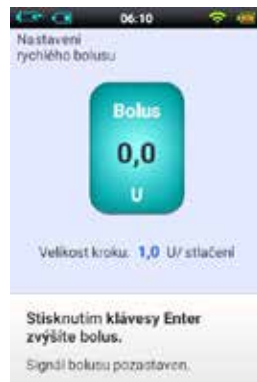 06:10
Nastavení
rychlého bolusu
Bolus
0,0
U
Velikost kroku: 1,0 U/ stlačení
Stisknutím klávesy Enter
zvýšíte bolus.
Signál bolusu pozastaven.